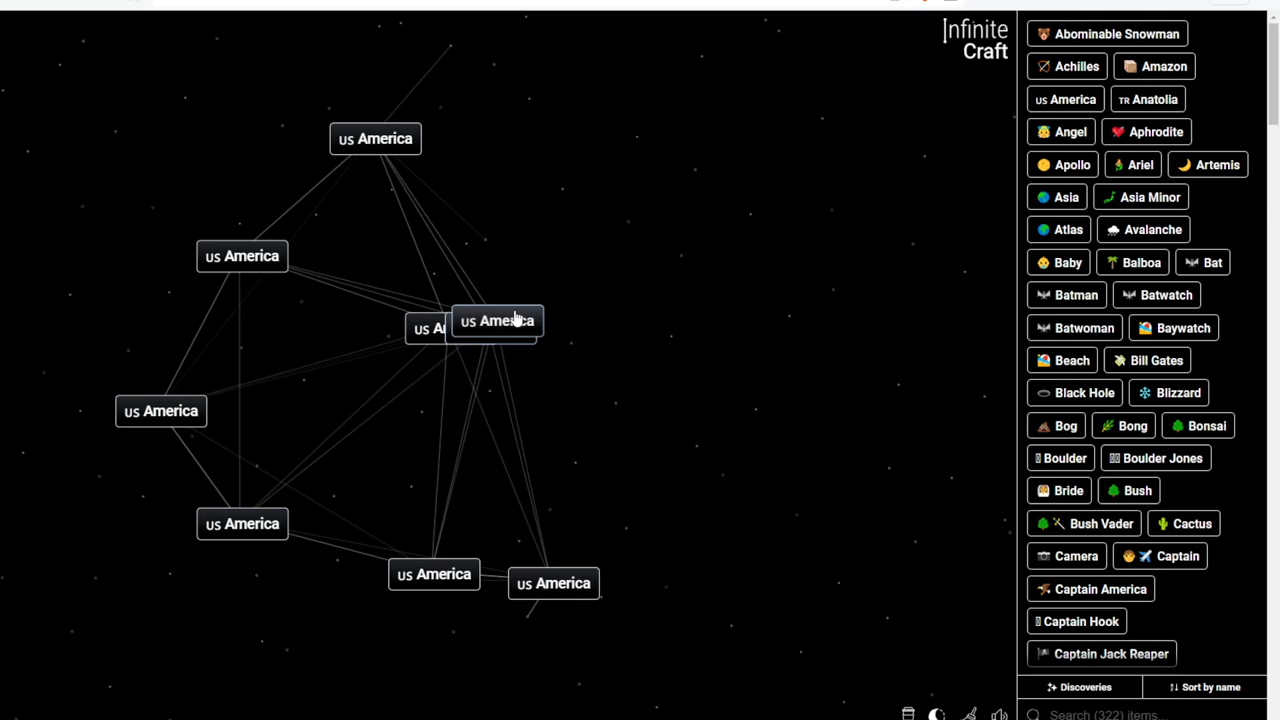 Infinite
Craft
US America
US America
US A
US America
US America
US America
US America
US America
🐻 Abominable Snowman
🏹 Achilles
📦 Amazon
US America
TR Anatolia
👼 Angel
💘 Aphrodite
🌞 Apollo
🧜‍♀️ Ariel
🌙 Artemis
🌏 Asia
🗾 Asia Minor
🌍 Atlas
🌨️ Avalanche
👶 Baby
🌴 Balboa
🦇 Bat
🦇 Batman
🦇 Batwatch
🦇 Batwoman
🏖️ Baywatch
🏖️ Beach
💸 Bill Gates
🕳️ Black Hole
❄️ Blizzard
💩 Bog
🌿 Bong
🌳 Bonsai
Boulder
Boulder Jones
👰 Bride
🌳 Bush
🌳 Bush Vader
🌵 Cactus
📷 Camera
👨‍✈️ Captain
🦅 Captain America
Captain Hook
🏴‍☠️ Captain Jack Reaper
✨ Discoveries
Sort by name
Search (322) items...